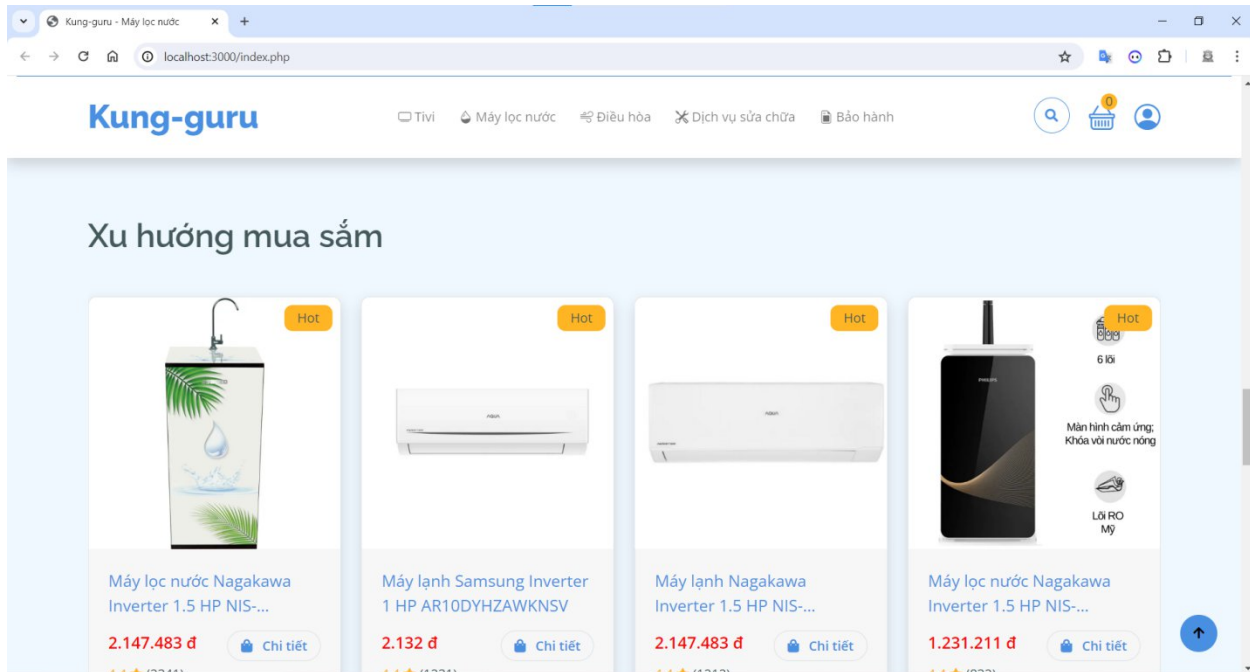 Kung-guru - Máy lọc nước
localhost:3000/index.php
Kung-guru
Tivi
Máy lọc nước
Điều hòa
Dịch vụ sửa chữa
Bảo hành
0
Xu hướng mua sắm
Hot
Hot
Hot
Hot
AQUA
AQUA
PHILIPS
6 lõi
Màn hình cảm ứng;
Khóa vòi nước nóng
Lõi RO
Mỹ
Máy lọc nước Nagakawa
Inverter 1.5 HP NIS-...
2.147.483 đ
Chi tiết
Máy lạnh Samsung Inverter
1 HP AR10DYHZAWKNSV
2.132 đ
Chi tiết
Máy lạnh Nagakawa
Inverter 1.5 HP NIS-...
2.147.483 đ
Chi tiết
Máy lọc nước Nagakawa
Inverter 1.5 HP NIS-...
1.231.211 đ
Chi tiết